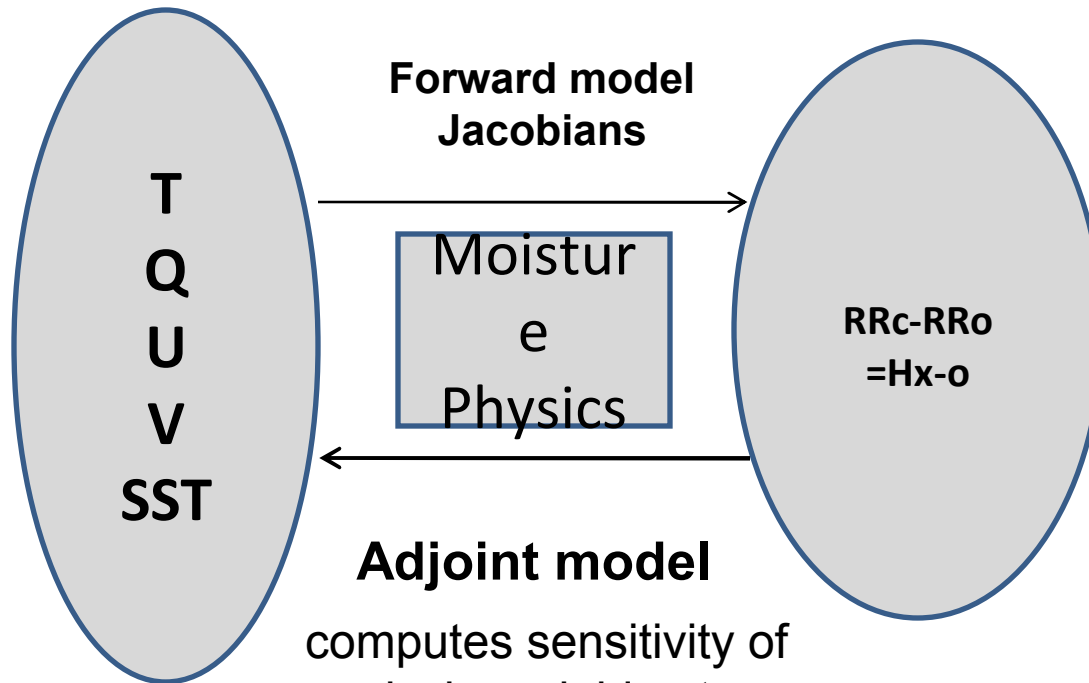 Forward model
Jacobians
T
Q
U
V
SST
Moistur
e
Physics
RRc-RRo
=Hx-o
Adjoint model
computes sensitivity of